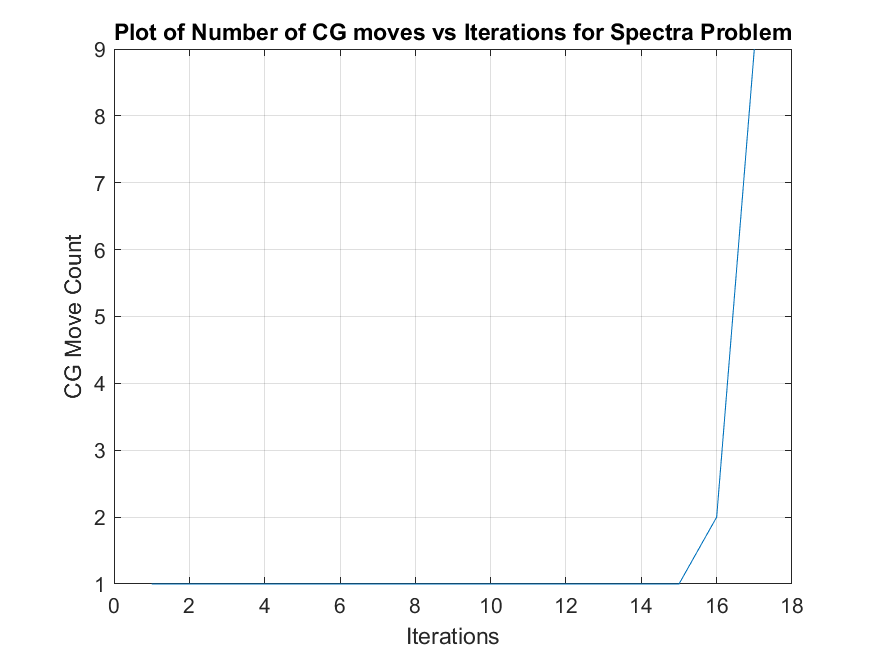 Plot of Number of CG moves vs Iterations for Spectra Problem
9
8
7
6
5
4
3
2
1
CG Move Count
0 2 4 6 8 10 12 14 16 18
Iterations